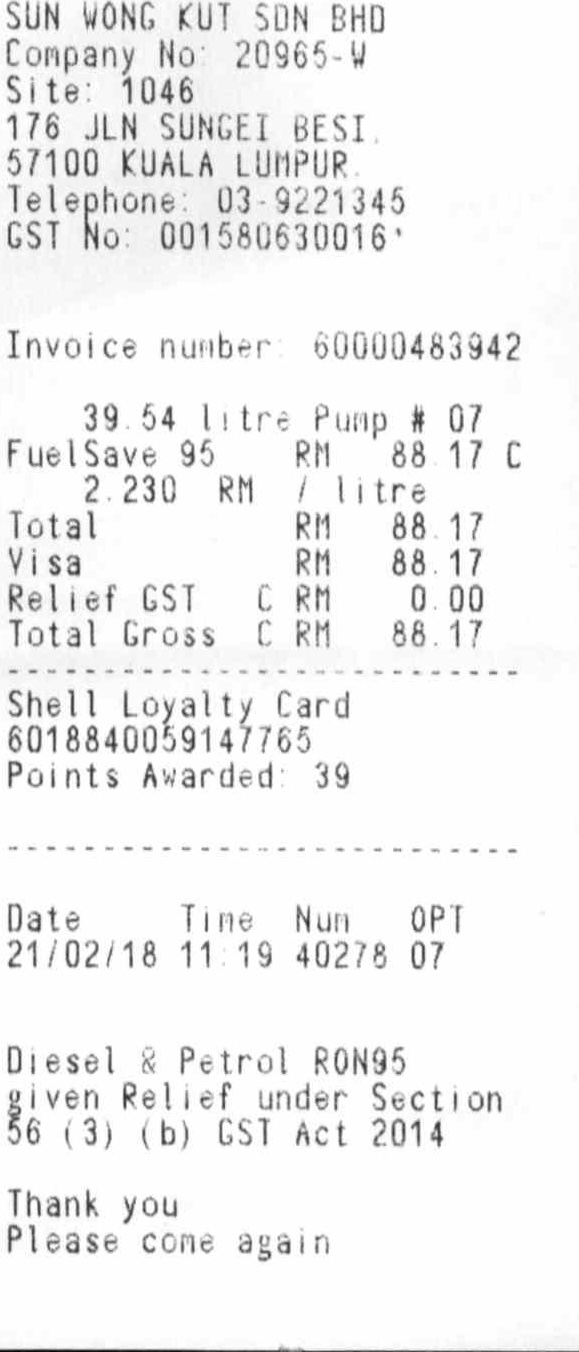 SUN WONG KUT SDN BHD
Company No: 20965-W
Site: 1046
176 JLN SUNGEI BESI.
57100 KUALA LUMPUR.
Telephone: 03-9221345
GST No: 001580630016
Invoice number: 60000483942
39.54 litre Pump # 07
FuelSave 95 RM 88.17 C
2.230 RM / litre
Total RM 88.17
Visa RM 88.17
Relief GST C RM 0.00
Total Gross C RM 88.17
------------------------------
Shell Loyalty Card
6018840059147765
Points Awarded: 39
------------------------------
Date Time Num OPT
21/02/18 11:19 40278 07
Diesel & Petrol RON95
given Relief under Section
56 (3) (b) GST Act 2014
Thank you
Please come again